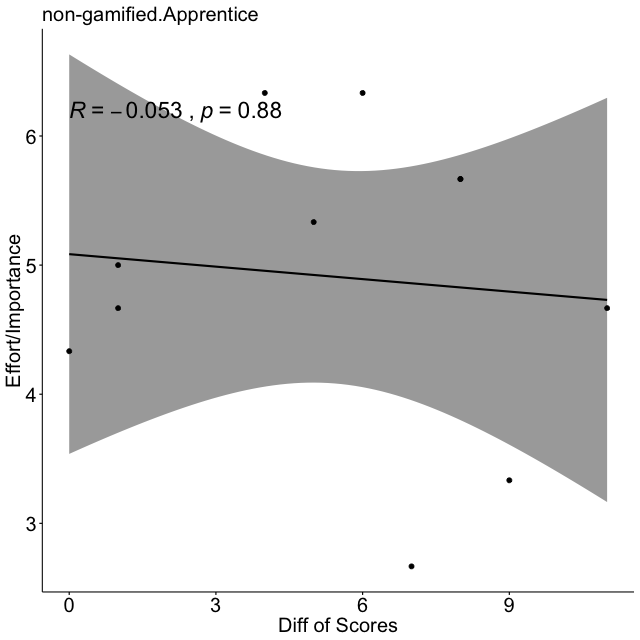 non-gamified.Apprentice
R = −0.053 , p = 0.88
6
5
4
3
Effort/Importance
0 3 6 9
Diff of Scores